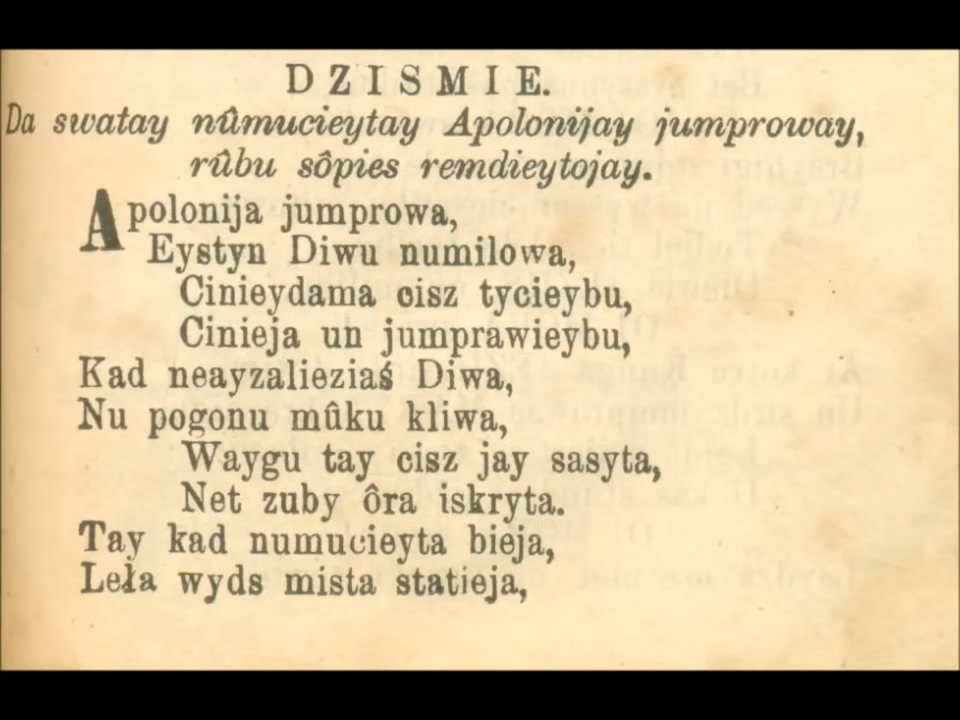 DZISMIE.
Da swatay nûmucieytay Apolonijay jumproway,
rûbu sôpies remdieytojay.
Apolonija jumprowa,
Eystyn Diwu numilowa,
Cinieydama cisz tycieybu,
Cinieja un jumprawieybu,
Kad neayzalieziaś Diwa,
Nu pogonu mûku kliwa,
Waygu tay cisz jay sasyta,
Net zuby ôra iskryta.
Tay kad numucieyta bieja,
Leła wyds mista statieja,